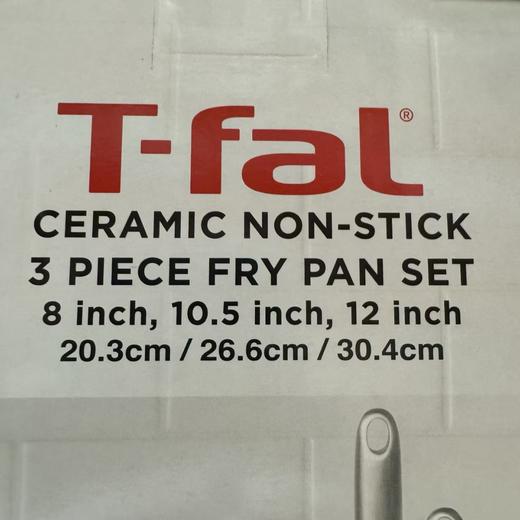 T-fal®
CERAMIC NON-STICK
3 PIECE FRY PAN SET
8 inch, 10.5 inch, 12 inch
20.3cm / 26.6cm / 30.4cm